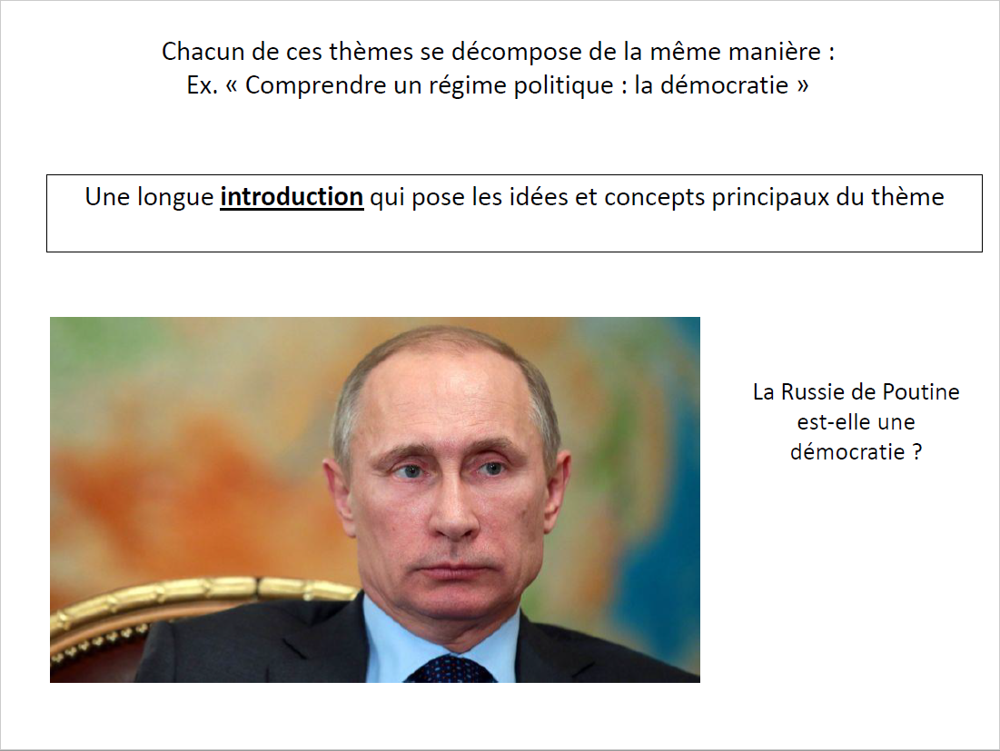 Chacun de ces thèmes se décompose de la même manière :
Ex. « Comprendre un régime politique : la démocratie »
Une longue introduction qui pose les idées et concepts principaux du thème
La Russie de Poutine
est-elle une
démocratie ?